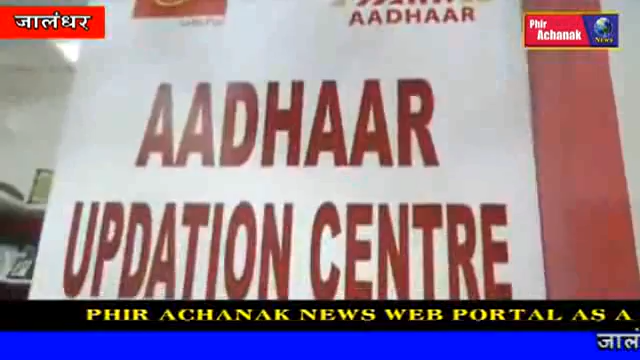 जालंधर
AADHAAR
Phir
Achanak
News
AADHAAR
UPDATION CENTRE
PHIR ACHANAK NEWS WEB PORTAL AS A
जालं